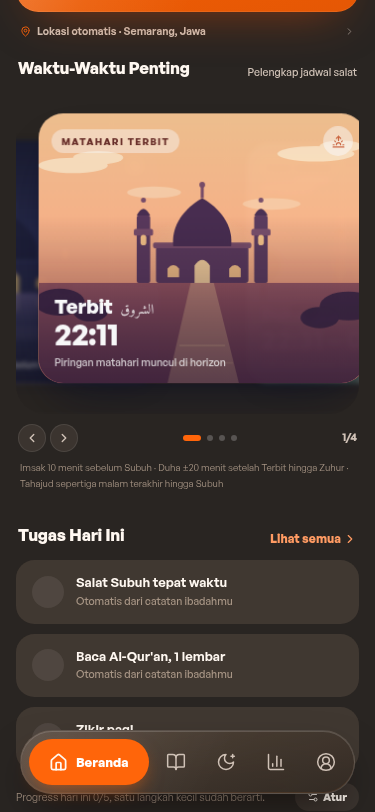 Lokasi otomatis · Semarang, Jawa
Waktu-Waktu Penting
Pelengkap jadwal salat
MATAHARI TERBIT
Terbit الشروق
22:11
Piringan matahari muncul di horizon
1/4
Imsak 10 menit sebelum Subuh · Duha ±20 menit setelah Terbit hingga Zuhur ·
Tahajud sepertiga malam terakhir hingga Subuh
Tugas Hari Ini
Lihat semua
Salat Subuh tepat waktu
Otomatis dari catatan ibadahmu
Baca Al-Qur'an, 1 lembar
Otomatis dari catatan ibadahmu
Zikir pagi
Beranda
Progress hari ini 0/5, satu langkah kecil sudah berarti.
Atur